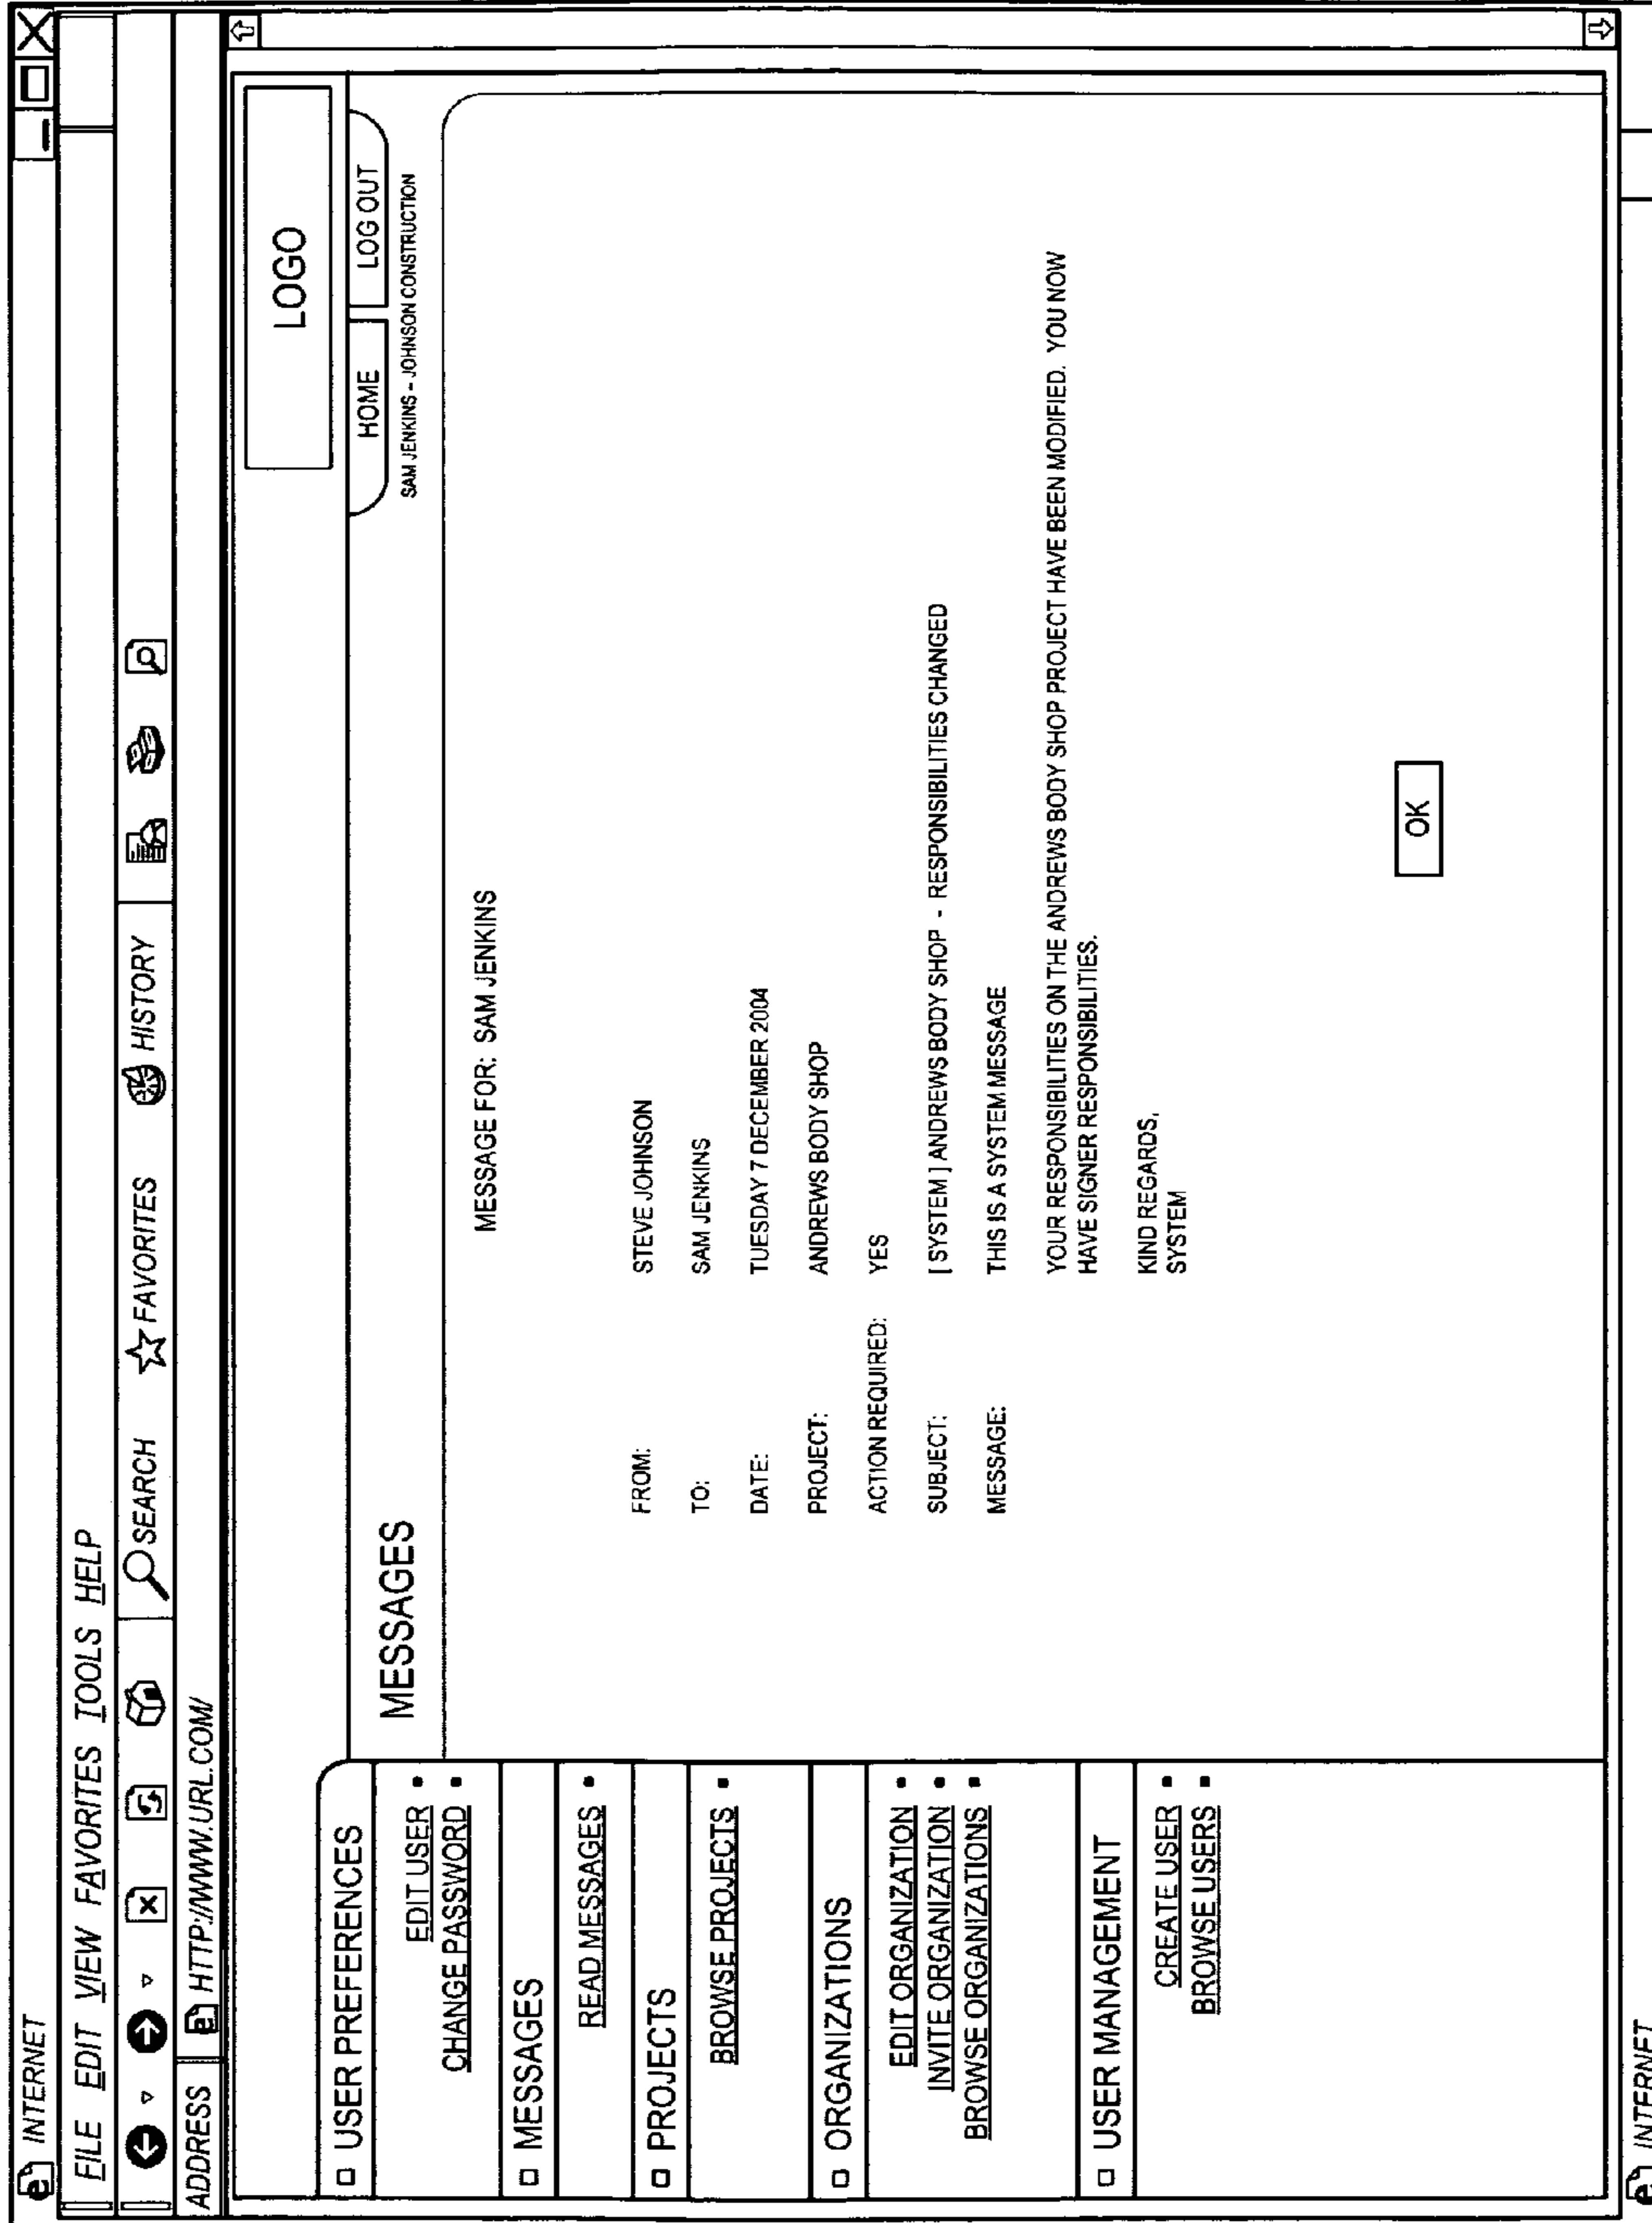 INTERNET
FILE EDIT VIEW FAVORITES TOOLS HELP
SEARCH FAVORITES HISTORY
ADDRESS HTTP://WWW.URL.COM/
LOGO
HOME LOG OUT
SAM JENKINS - JOHNSON CONSTRUCTION
USER PREFERENCES
EDIT USER
CHANGE PASSWORD
MESSAGES
READ MESSAGES
PROJECTS
BROWSE PROJECTS
ORGANIZATIONS
EDIT ORGANIZATION
INVITE ORGANIZATION
BROWSE ORGANIZATIONS
USER MANAGEMENT
CREATE USER
BROWSE USERS
MESSAGES
MESSAGE FOR: SAM JENKINS
FROM: STEVE JOHNSON
TO: SAM JENKINS
DATE: TUESDAY 7 DECEMBER 2004
PROJECT: ANDREWS BODY SHOP
ACTION REQUIRED: YES
SUBJECT: [ SYSTEM ] ANDREWS BODY SHOP - RESPONSIBILITIES CHANGED
MESSAGE: THIS IS A SYSTEM MESSAGE
YOUR RESPONSIBILITIES ON THE ANDREWS BODY SHOP PROJECT HAVE BEEN MODIFIED. YOU NOW
HAVE SIGNER RESPONSIBILITIES.
KIND REGARDS,
SYSTEM
OK
INTERNET